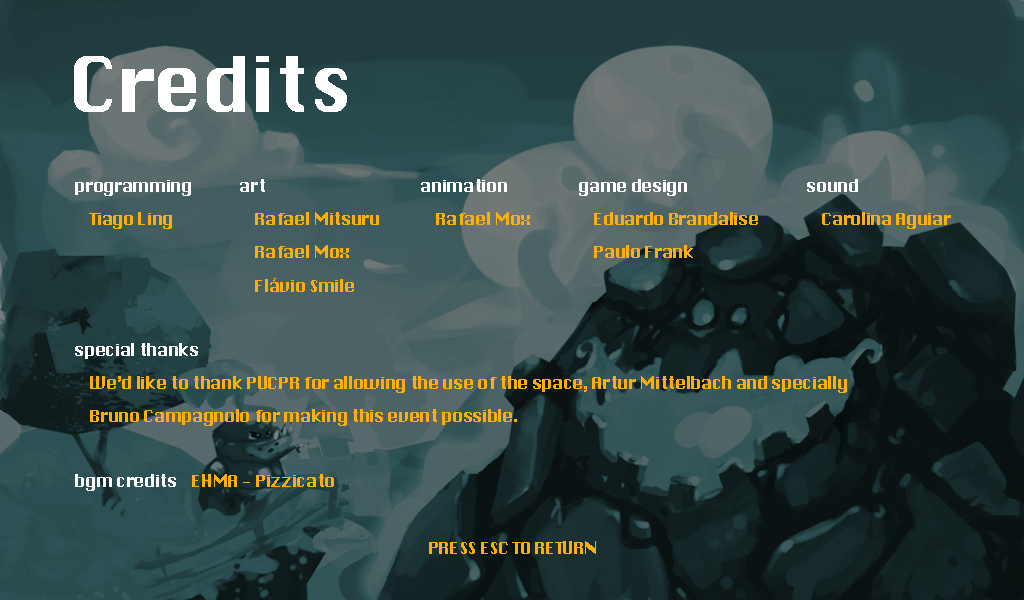 Credits
programming art animation game design sound
Tiago Ling Rafael Mitsuru Rafael Mox Eduardo Brandalise Carolina Aguiar
Rafael Mox Paulo Frank
Flávio Smile
special thanks
We'd like to thank PUCPR for allowing the use of the space, Artur Mittelbach and specially
Bruno Campagnolo for making this event possible.
bgm credits EHMA - Pizzicato
PRESS ESC TO RETURN